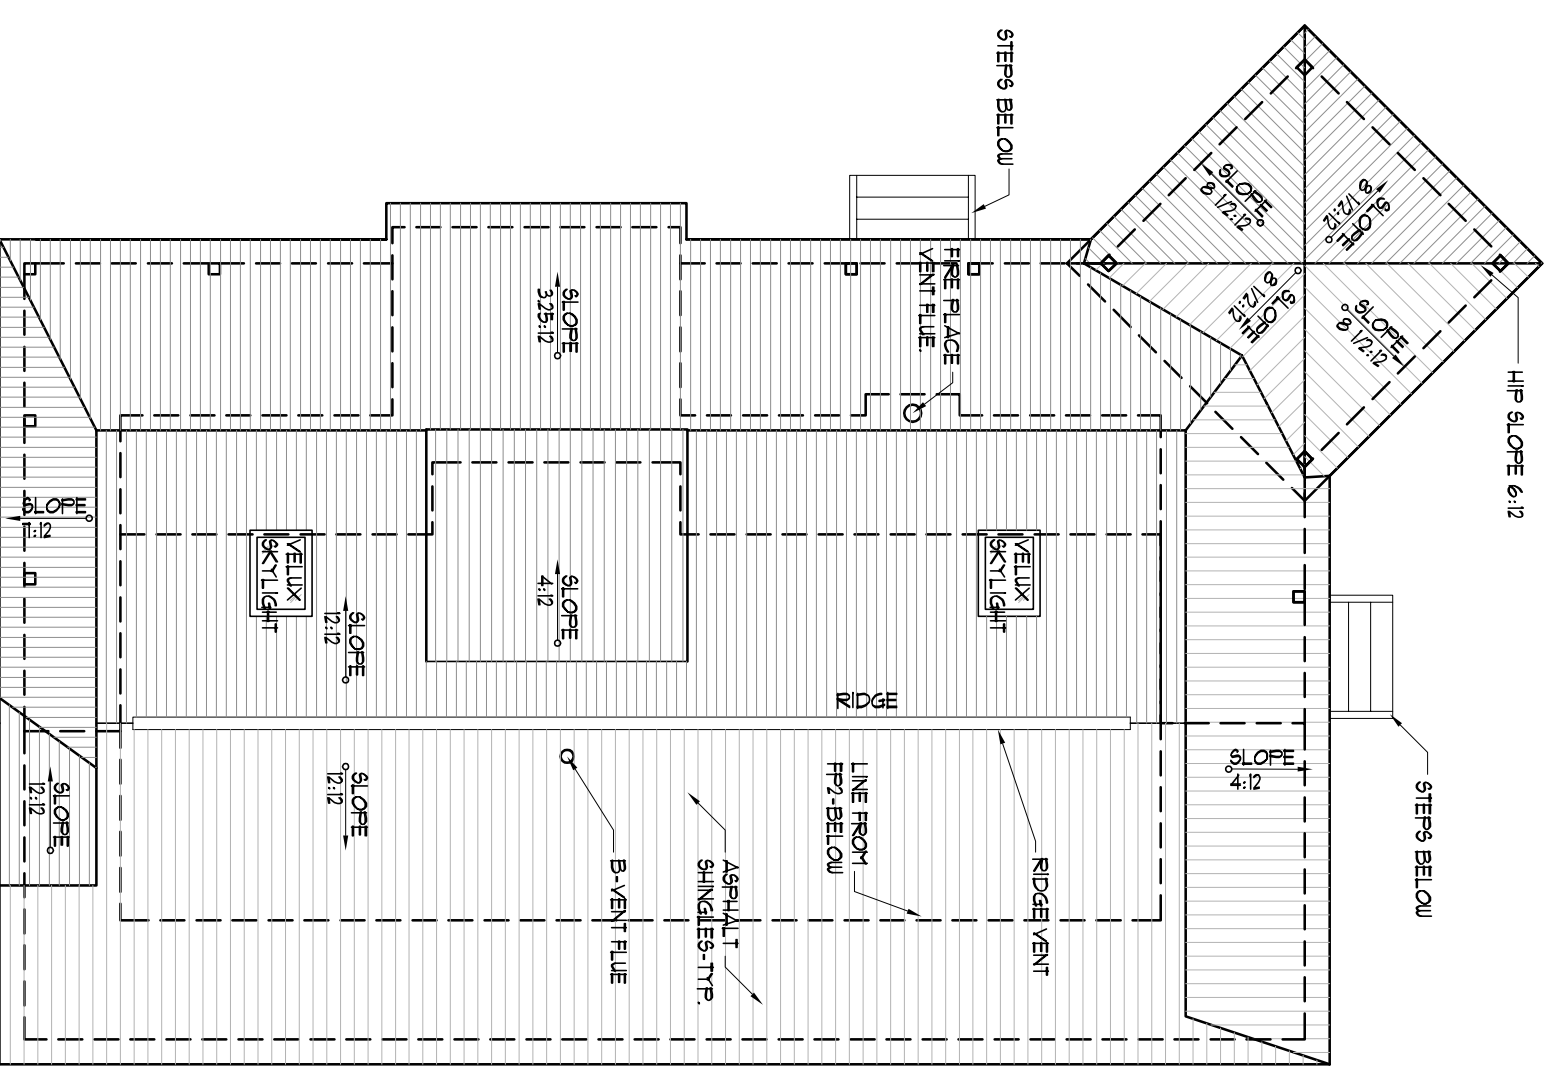 STEPS BELOW
SLOPE
8 1/2:12
SLOPE
8 1/2:12
SLOPE
8 1/2:12
SLOPE
8 1/2:12
HIP SLOPE 6:12
FIRE PLACE
VENT FLUE.
SLOPE
3.25:12
SLOPE
7:12
VELUX
SKYLIGHT
SLOPE
12:12
SLOPE
4:12
VELUX
SKYLIGHT
RIDGE
SLOPE
4:12
STEPS BELOW
SLOPE
12:12
SLOPE
12:12
LINE FROM
FP2-BELOW
B-VENT FLUE
ASPHALT
SHINGLES-TYP.
RIDGE VENT